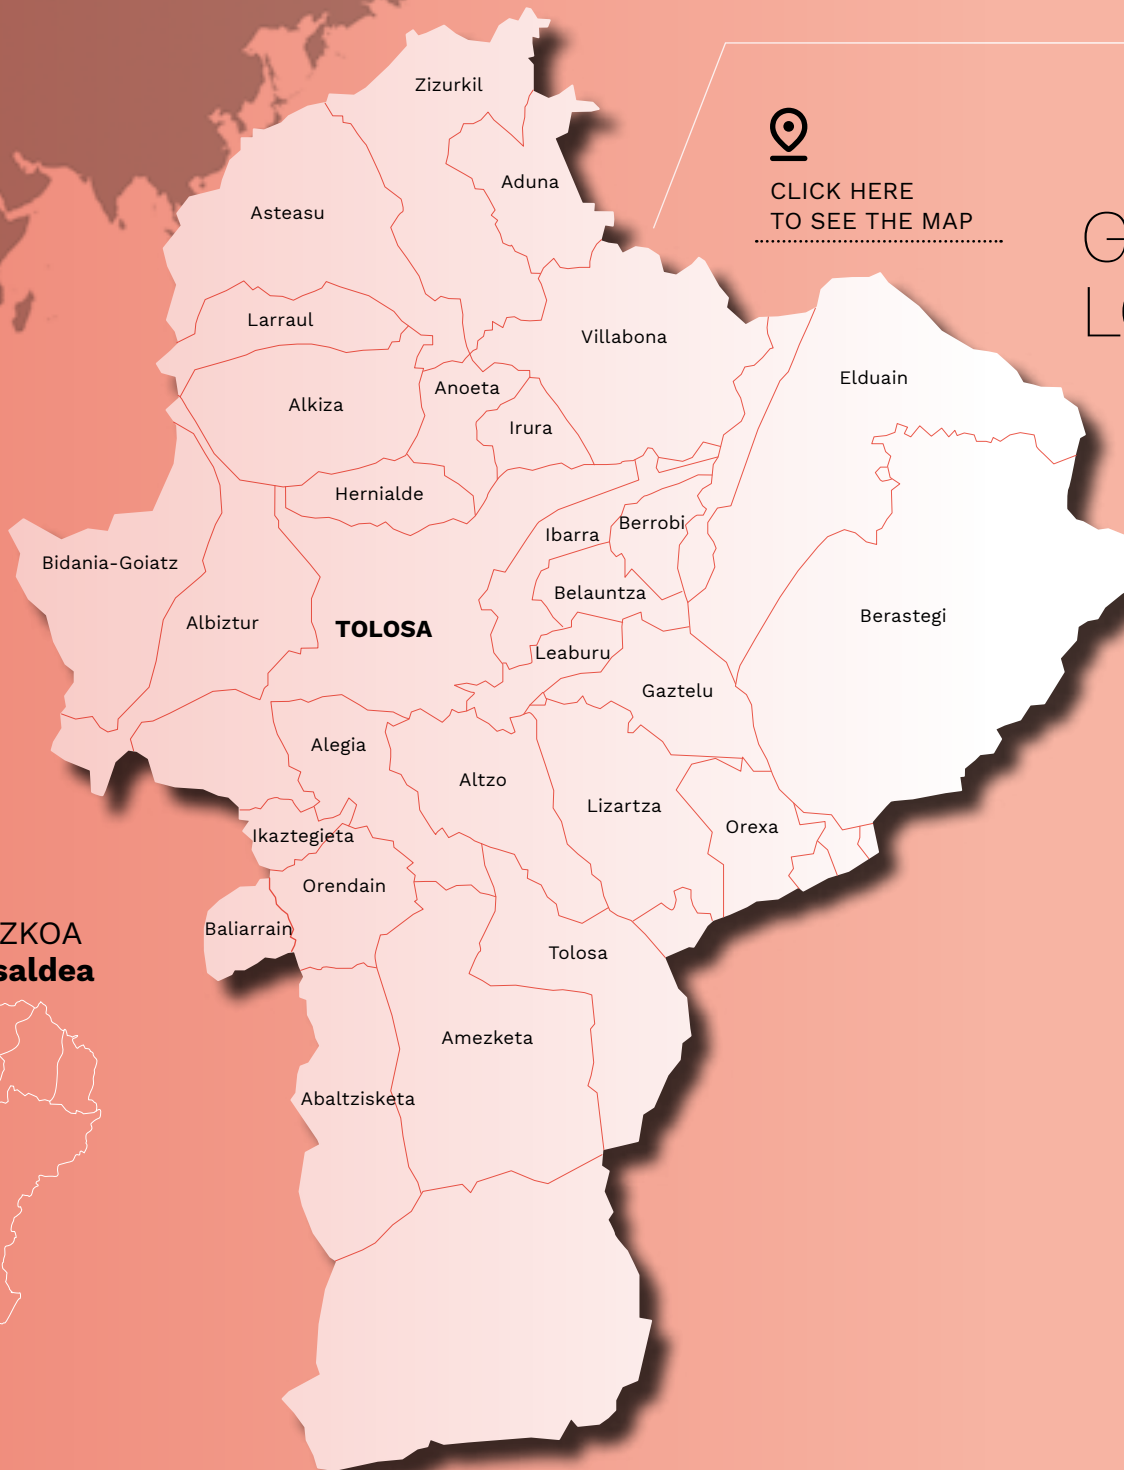 Zizurkil
Aduna
Asteasu
CLICK HERE
TO SEE THE MAP
Larraul
Villabona
Elduain
Anoeta
Alkiza
Irura
Hernialde
Berrobi
Ibarra
Bidania-Goiatz
Belauntza
Berastegi
Albiztur
TOLOSA
Leaburu
Gaztelu
Alegia
Altzo
Lizartza
Orexa
Ikaztegieta
Orendain
Baliarrain
ZKOA
saldea
Tolosa
Amezketa
Abaltzisketa